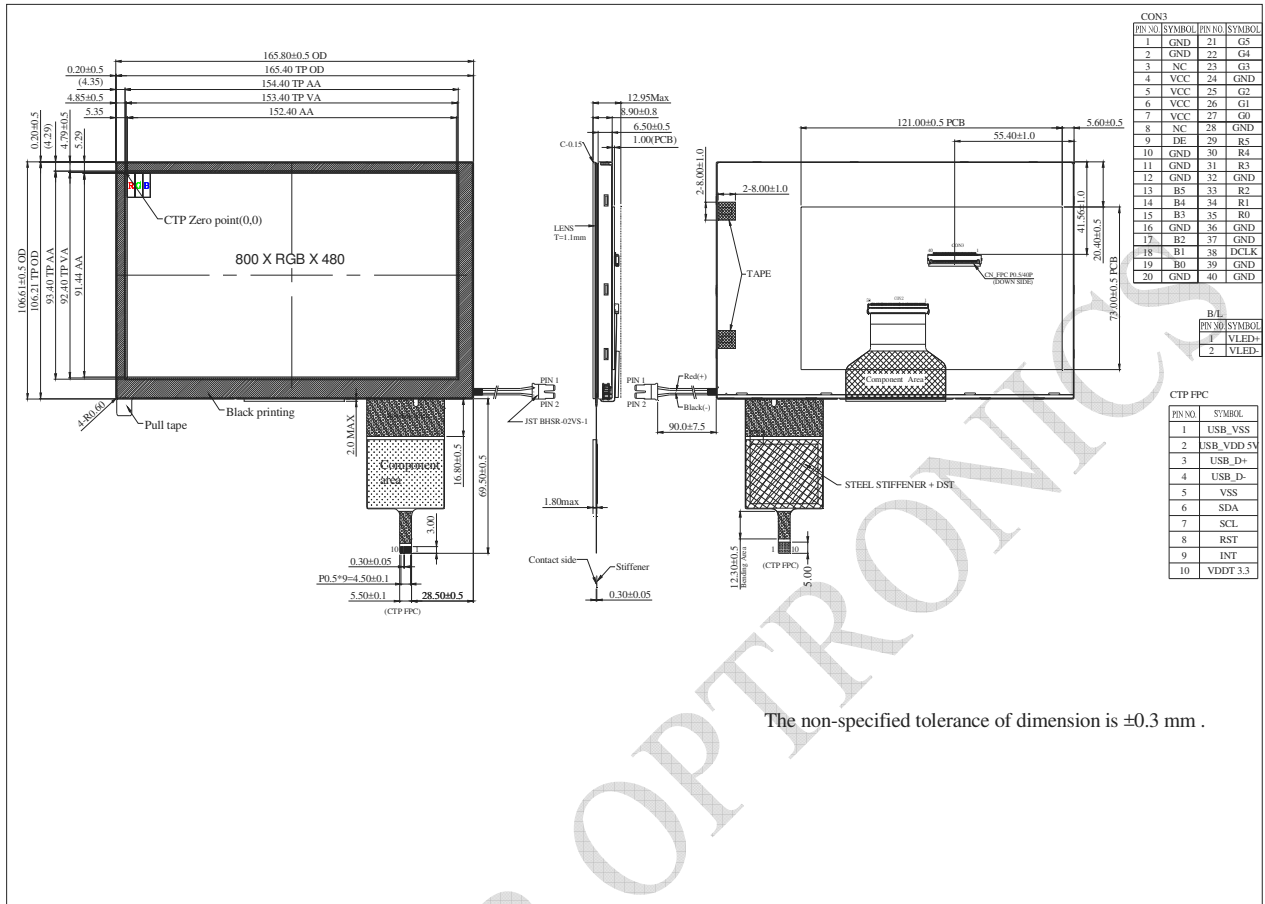 165.80±0.5 OD
0.20±0.5
165.40 TP OD
(4.35)
154.40 TP AA
4.85±0.5
153.40 TP VA
5.35
152.40 AA
0.20±0.5
(4.29)
4.79±0.5
5.29
106.61±0.5 OD
106.21 TP OD
93.40 TP AA
92.40 TP VA
91.44 AA
RGB
CTP Zero point(0,0)
800 X RGB X 480
4-R0.60
Pull tape
Black printing
2.0 MAX
Component
area
16.80±0.5
69.50±0.5
3.00
10 1
0.30±0.05
P0.5*9=4.50±0.1
5.50±0.1
28.50±0.5
(CTP FPC)
PIN 1
PIN 2
JST BHSR-02VS-1
12.95Max
8.90±0.8
6.50±0.5
1.00(PCB)
C-0.15
LENS
T=1.1mm
1.80max
Contact side
Stiffener
0.30±0.05
121.00±0.5 PCB
5.60±0.5
55.40±1.0
2-8.00±1.0
2-8.00±1.0
41.56±1.0
20.40±0.5
73.00±0.5 PCB
TAPE
40 CON3 1
CN_FPC P0.5/40P
(DOWN SIDE)
Component Area
PIN 1
PIN 2
Red(+)
Black(-)
90.0±7.5
STEEL STIFFENER + DST
12.30±0.5
Bending Area
1 10
(CTP FPC)
5.00
CON3
PIN NO. SYMBOL PIN NO. SYMBOL
1 GND 21 G5
2 GND 22 G4
3 NC 23 G3
4 VCC 24 GND
5 VCC 25 G2
6 VCC 26 G1
7 VCC 27 G0
8 NC 28 GND
9 DE 29 R5
10 GND 30 R4
11 GND 31 R3
12 GND 32 GND
13 B5 33 R2
14 B4 34 R1
15 B3 35 R0
16 GND 36 GND
17 B2 37 GND
18 B1 38 DCLK
19 B0 39 GND
20 GND 40 GND
B/L
PIN NO. SYMBOL
1 VLED+
2 VLED-
CTP FPC
PIN NO. SYMBOL
1 USB_VSS
2 USB_VDD 5V
3 USB_D+
4 USB_D-
5 VSS
6 SDA
7 SCL
8 RST
9 INT
10 VDDT 3.3
The non-specified tolerance of dimension is ±0.3 mm .
OPTRONICS